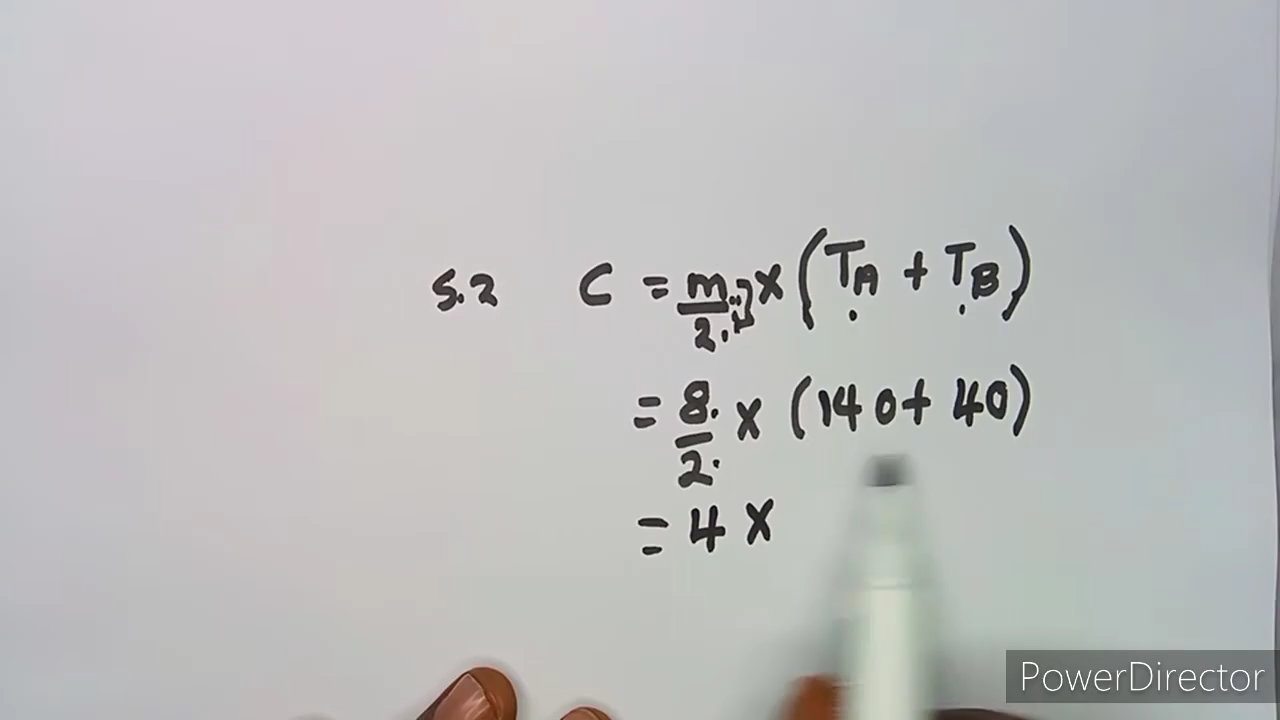 5.2 C = m/2 × (TA + TB)
= 8/2 × (140 + 40)
= 4 ×
PowerDirector